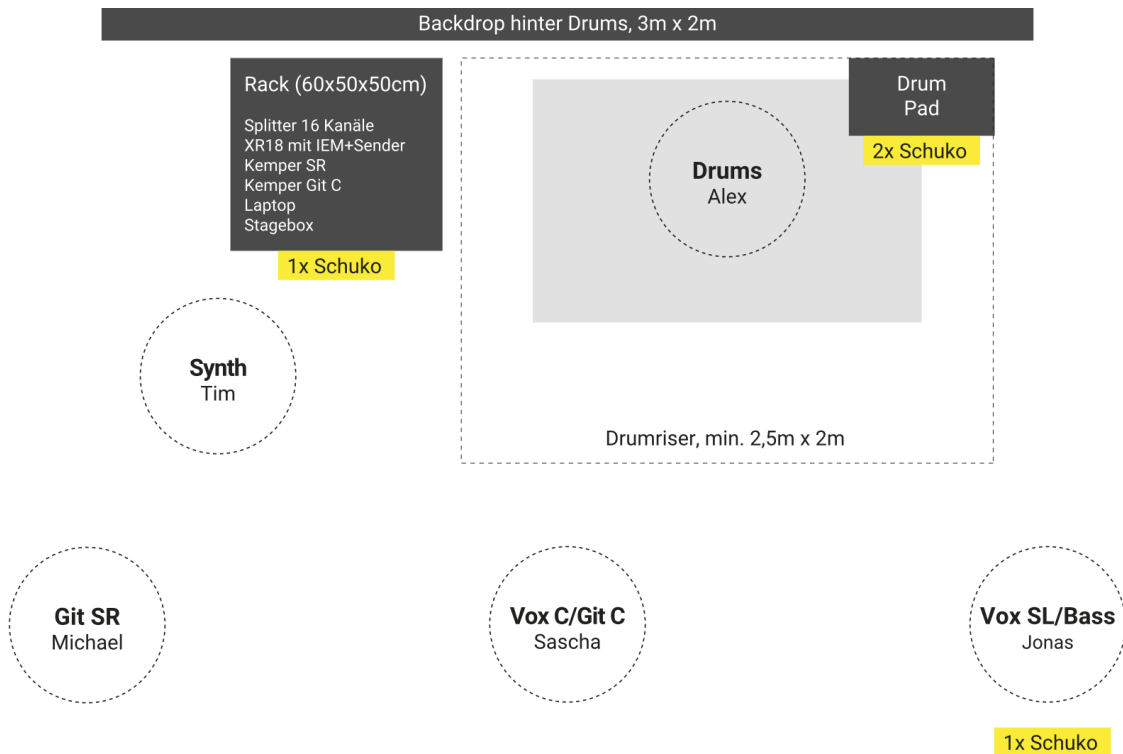 Backdrop hinter Drums, 3m x 2m
Rack (60x50x50cm)
Splitter 16 Kanäle
XR18 mit IEM+Sender
Kemper SR
Kemper Git C
Laptop
Stagebox
1x Schuko
Drum
Pad
2x Schuko
Drums
Alex
Synth
Tim
Drumriser, min. 2,5m x 2m
Git SR
Michael
Vox C/Git C
Sascha
Vox SL/Bass
Jonas
1x Schuko